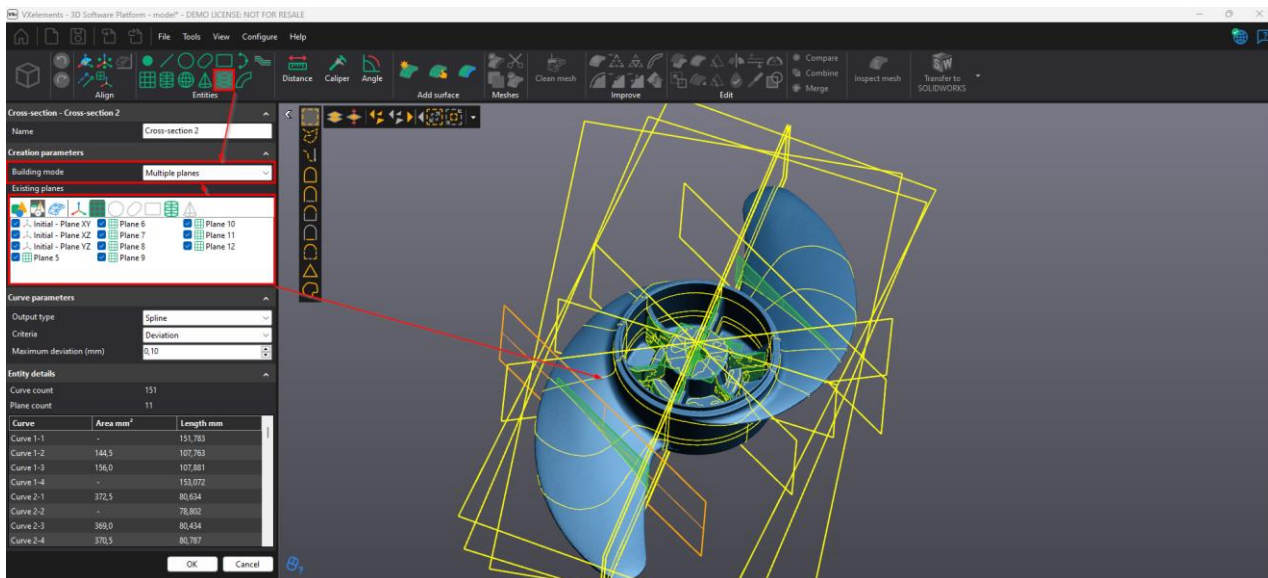 VXelements - 3D Software Platform - model* - DEMO LICENSE: NOT FOR RESALE
File Tools View Configure Help
Align
Entities
Distance
Caliper
Angle
Add surface
Clean mesh
Meshes
Improve
Edit
Compare
Combine
Merge
Inspect mesh
Transfer to
SOLIDWORKS
Cross-section - Cross-section 2
Name Cross-section 2
Creation parameters
Building mode Multiple planes
Existing planes
Initial - Plane XY Plane 6 Plane 10
Initial - Plane XZ Plane 7 Plane 11
Initial - Plane YZ Plane 8 Plane 12
Plane 5 Plane 9
Curve parameters
Output type Spline
Criteria Deviation
Maximum deviation (mm) 0,10
Entity details
Curve count 151
Plane count 11
Curve Area mm² Length mm
Curve 1-1 - 151,783
Curve 1-2 144,5 107,763
Curve 1-3 156,0 107,881
Curve 1-4 - 153,072
Curve 2-1 372,5 80,634
Curve 2-2 - 78,802
Curve 2-3 369,0 80,434
Curve 2-4 370,5 80,787
OK Cancel